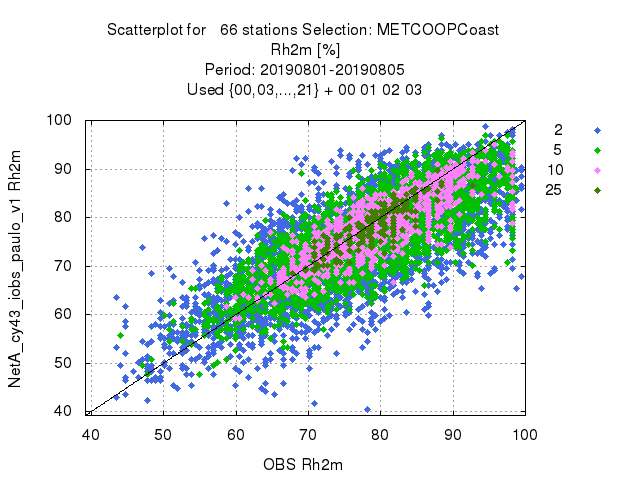 Scatterplot for 66 stations Selection: METCOOPCoast
Rh2m [%]
Period: 20190801-20190805
Used {00,03,...,21} + 00 01 02 03
100
90
80
70
60
50
40
40 50 60 70 80 90 100
NetA_cy43_iobs_paulo_v1 Rh2m
OBS Rh2m
2
5
10
25